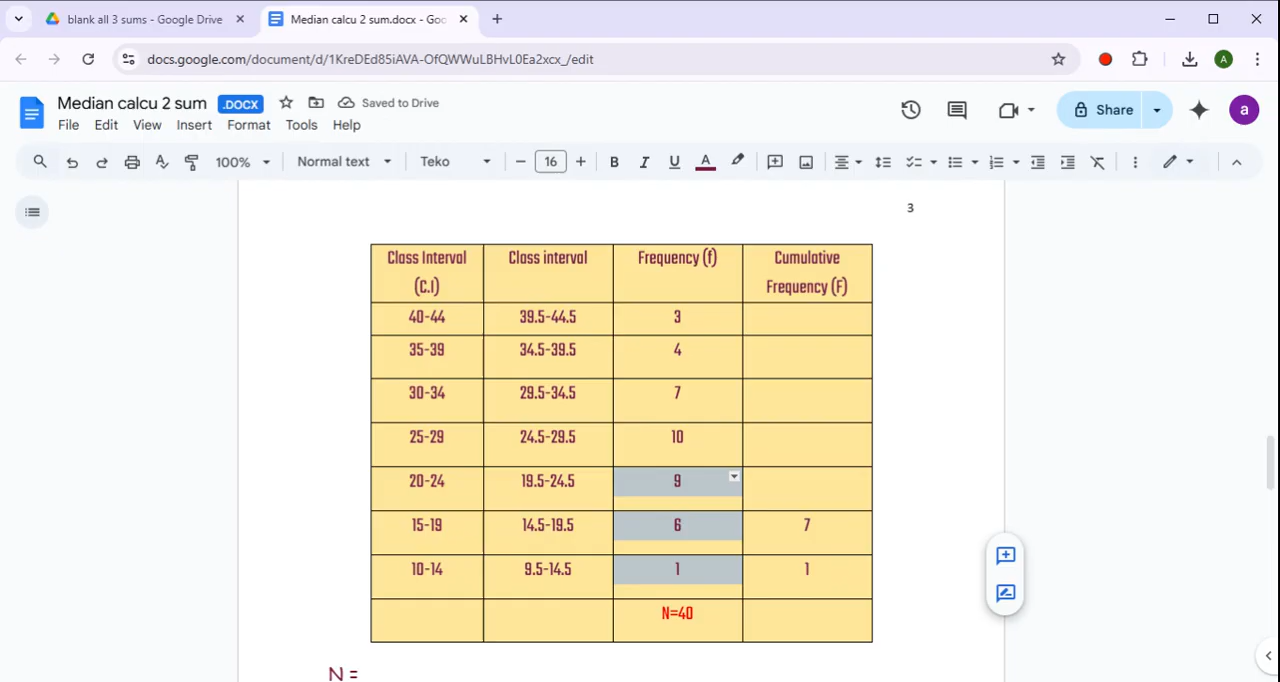 blank all 3 sums - Google Drive
Median calcu 2 sum.docx - Goo
docs.google.com/document/d/1KreDEd85iAVA-OfQWWuLBHvL0Ea2xcx_/edit
A
Median calcu 2 sum .DOCX Saved to Drive
Share
a
File Edit View Insert Format Tools Help
100% Normal text Teko 16 B I U A
3
Class Interval (C.I) Class interval Frequency (f) Cumulative Frequency (F)
40-44 39.5-44.5 3
35-39 34.5-39.5 4
30-34 29.5-34.5 7
25-29 24.5-29.5 10
20-24 19.5-24.5 9
15-19 14.5-19.5 6 7
10-14 9.5-14.5 1 1
N=40
N =